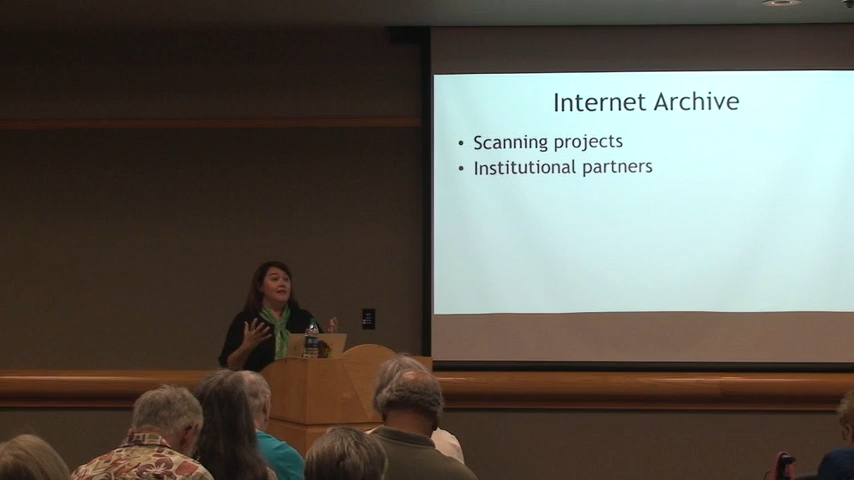 Internet Archive
• Scanning projects
• Institutional partners